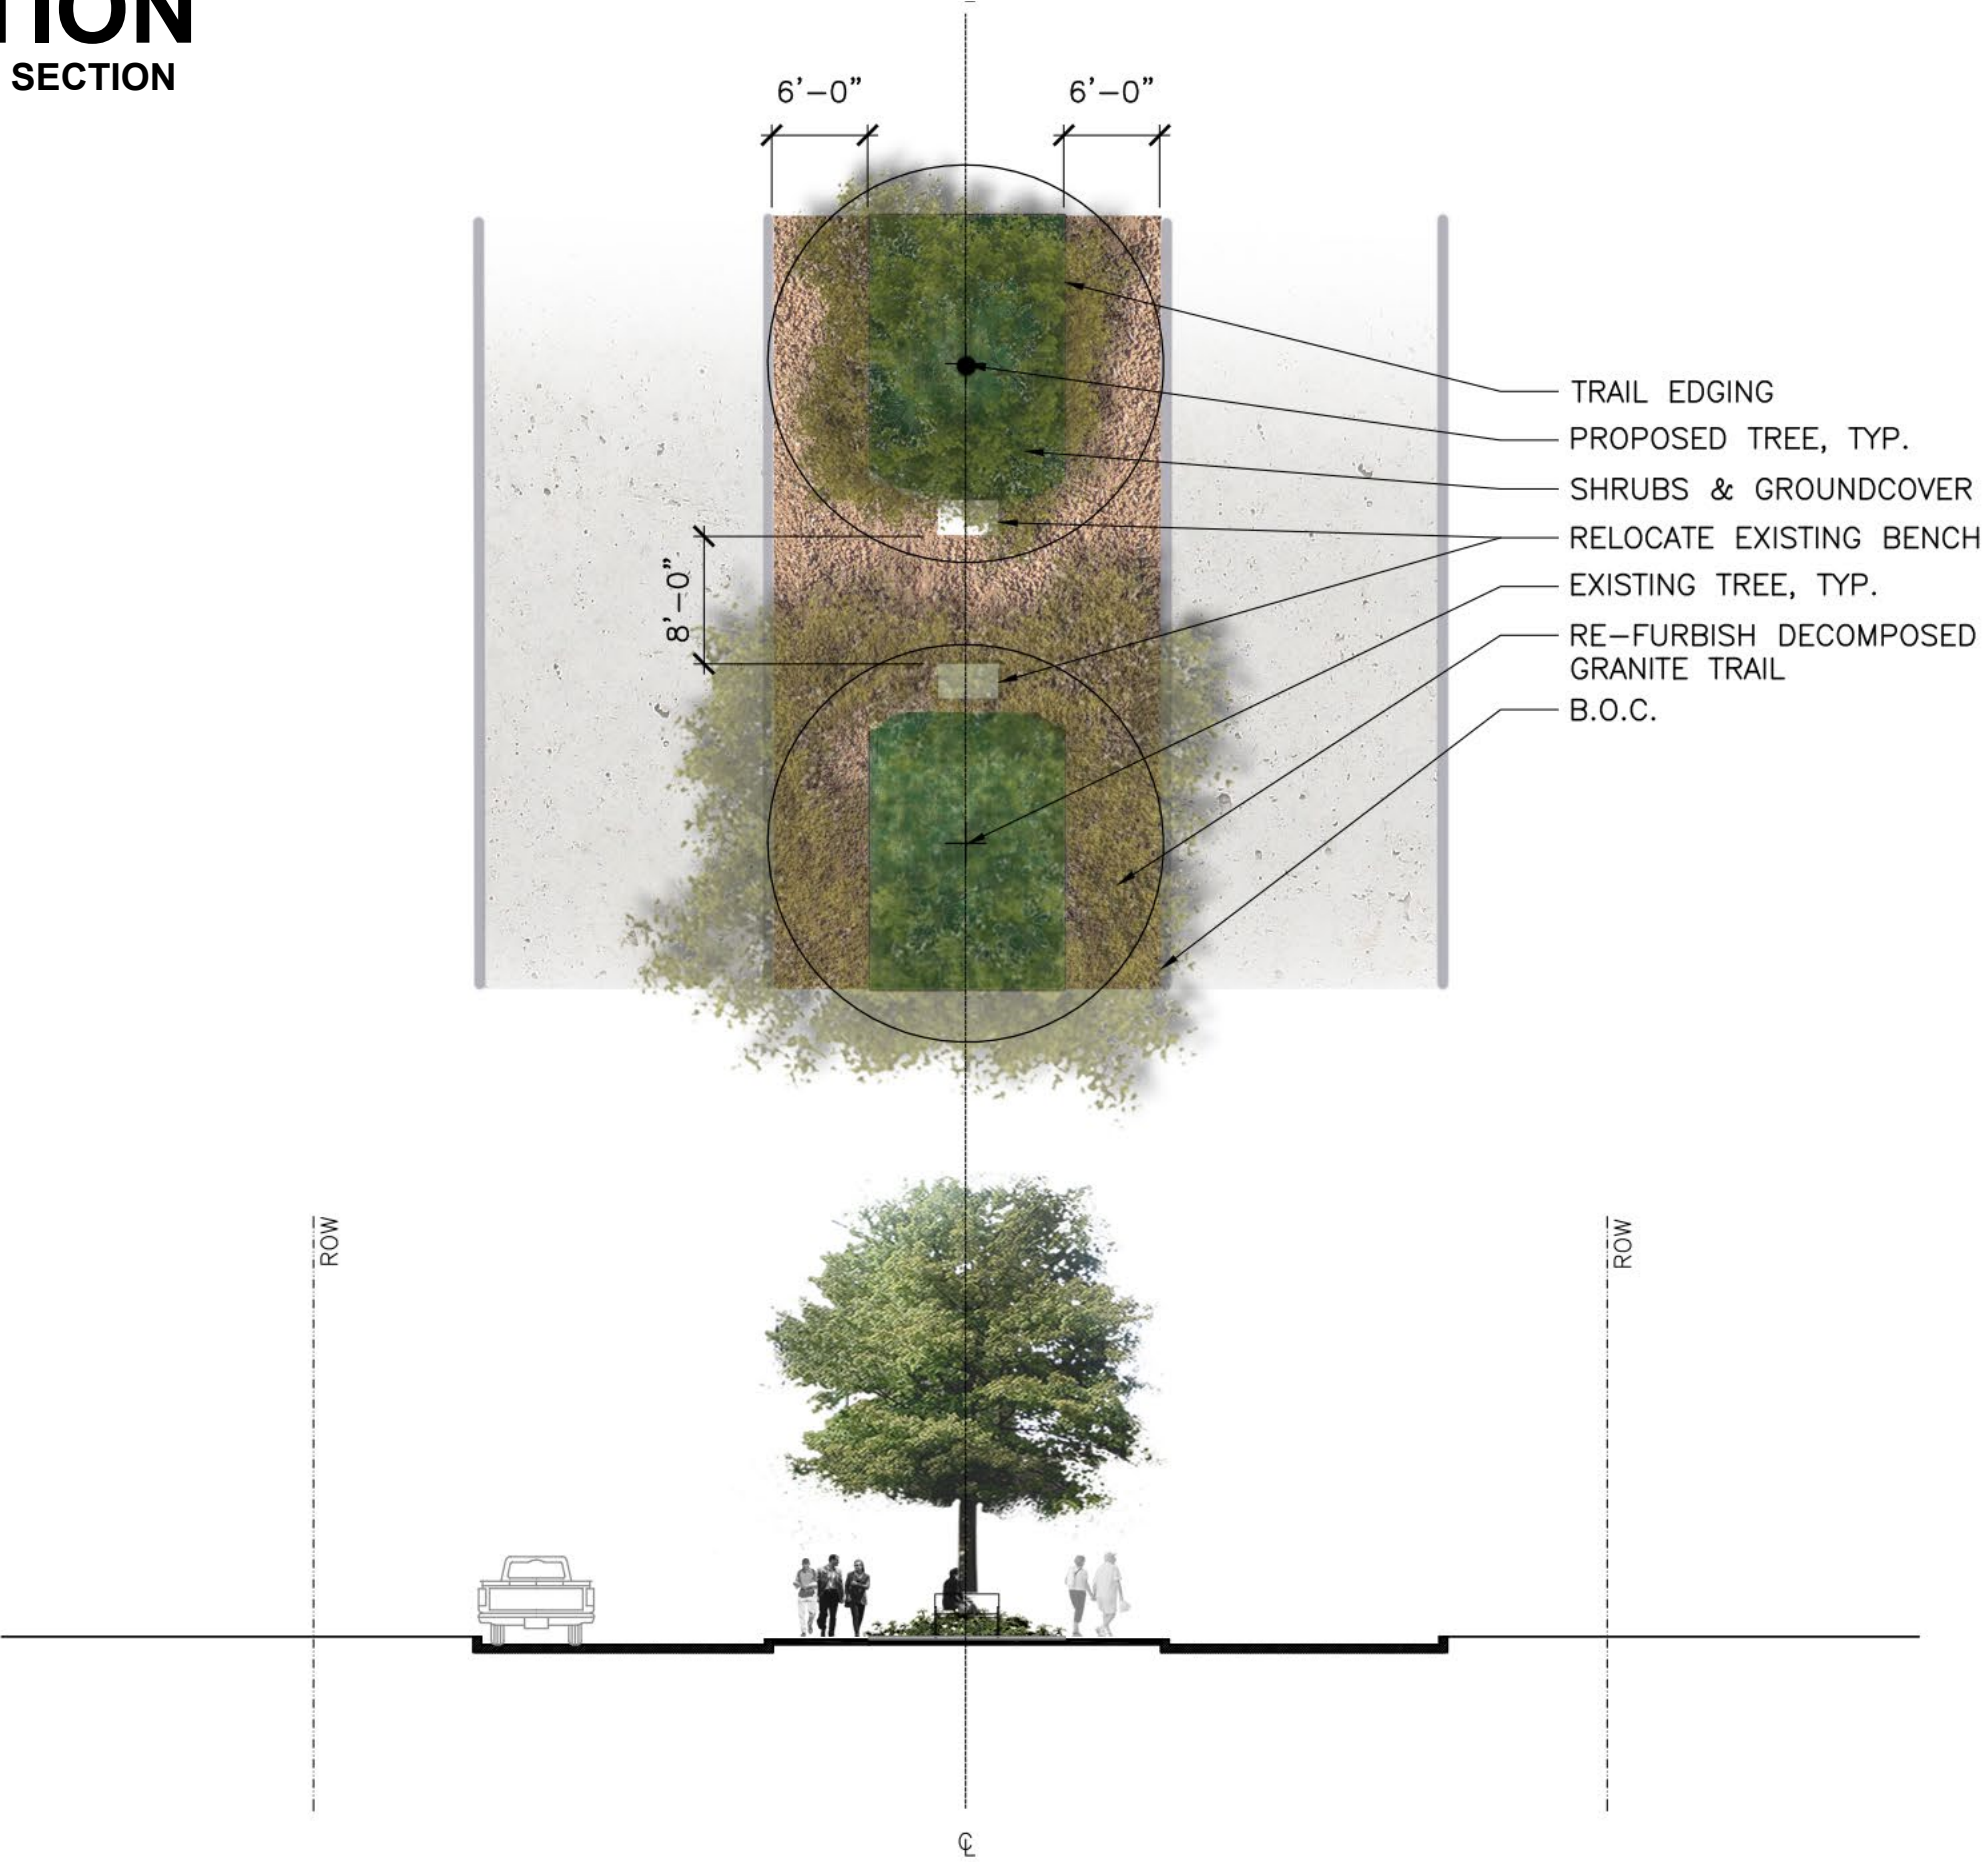 SECTION
6'-0" 6'-0"
TRAIL EDGING
PROPOSED TREE, TYP.
SHRUBS & GROUNDCOVER
RELOCATE EXISTING BENCH
8'-0"
EXISTING TREE, TYP.
RE-FURBISH DECOMPOSED
GRANITE TRAIL
B.O.C.
ROW
ROW
℄